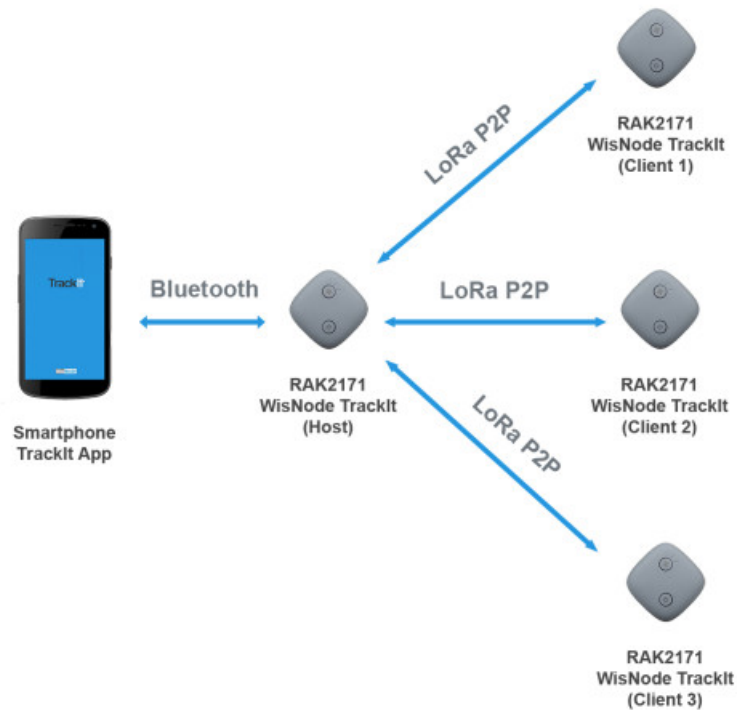 LoRa P2P
RAK2171
WisNode TrackIt
(Client 1)
TrackIt
Bluetooth
LoRa P2P
RAK2171
WisNode TrackIt
(Host)
RAK2171
WisNode TrackIt
(Client 2)
Smartphone
TrackIt App
LoRa P2P
RAK2171
WisNode TrackIt
(Client 3)